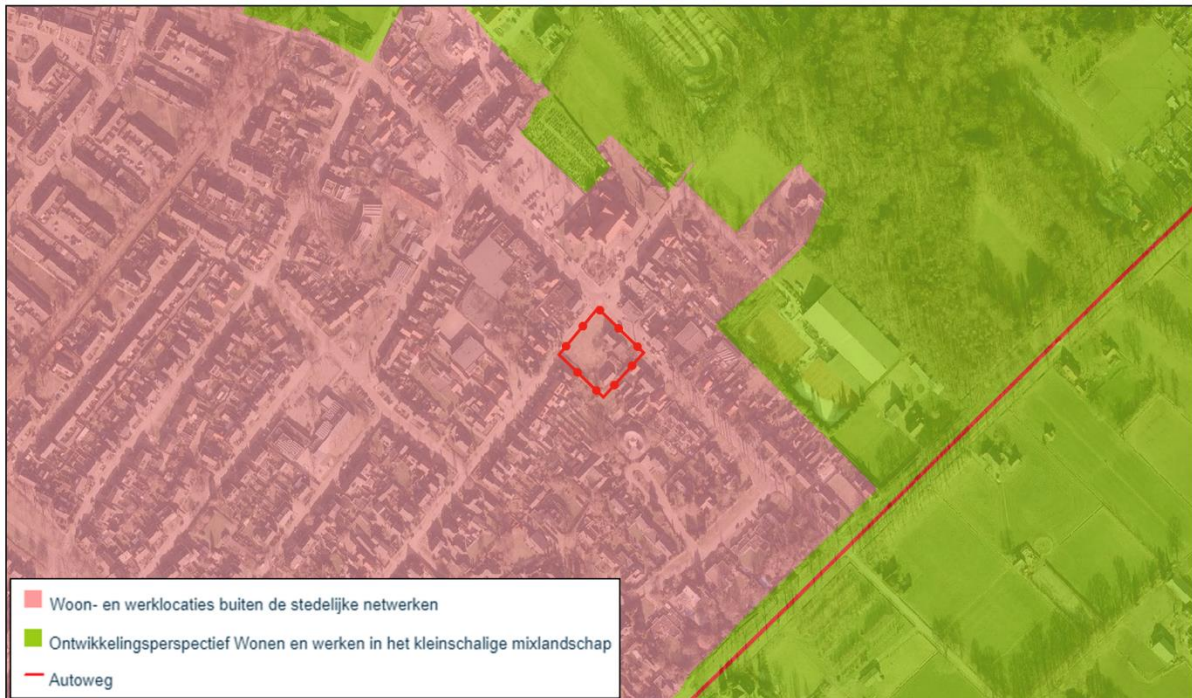 Woon- en werklocaties buiten de stedelijke netwerken
Ontwikkelingsperspectief Wonen en werken in het kleinschalige mixlandschap
Autoweg